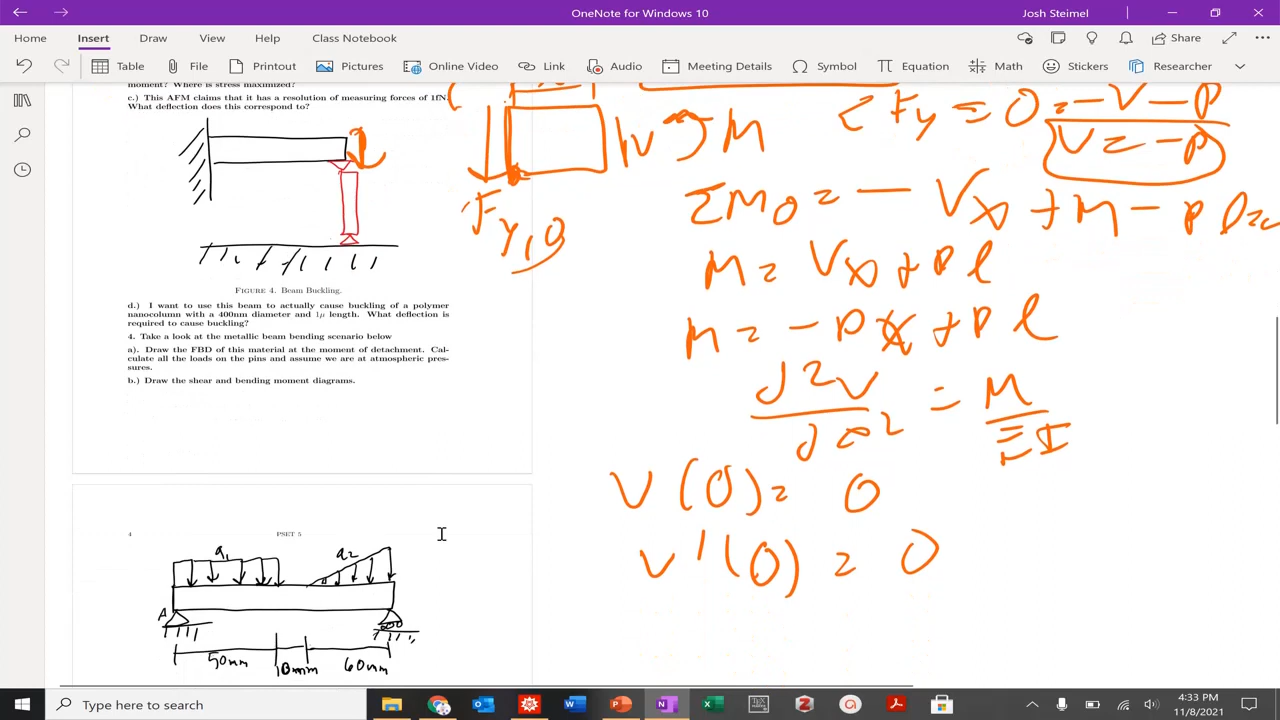 OneNote for Windows 10
Josh Steimel
Home Insert Draw View Help Class Notebook
Share
Table File Printout Pictures Online Video Link Audio Meeting Details Symbol Equation Math Stickers Researcher
moment? Where is stress maximized?
c.) This AFM claims that it has a resolution of measuring forces of 1fN.
What deflection does this correspond to?
P
Figure 4. Beam Buckling.
d.) I want to use this beam to actually cause buckling of a polymer
nanocolumn with a 400nm diameter and 1μ length. What deflection is
required to cause buckling?
4. Take a look at the metallic beam bending scenario below
a). Draw the FBD of this material at the moment of detachment. Cal-
culate all the loads on the pins and assume we are at atmospheric pres-
sures.
b.) Draw the shear and bending moment diagrams.
4 PSET 5
q1 q2
A
50mm 10mm 60mm
V M
Fy,0
ΣFy = 0 = -V - P
V = -P
ΣM0 = - Vx + M - Pl = 0
M = Vx + Pl
M = -Px + Pl
d²v/dx² = M/EI
V(0) = 0
V'(0) = 0
Type here to search
4:33 PM
11/8/2021